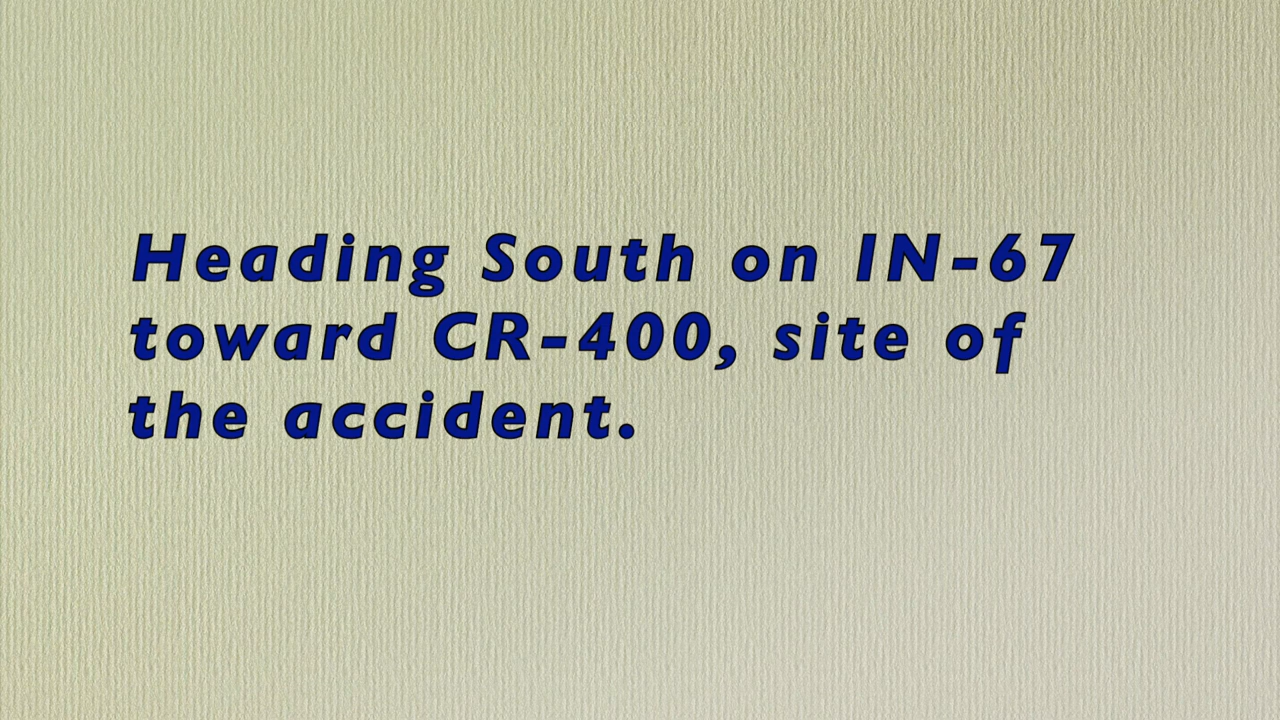 Heading South on IN-67
toward CR-400, site of
the accident.